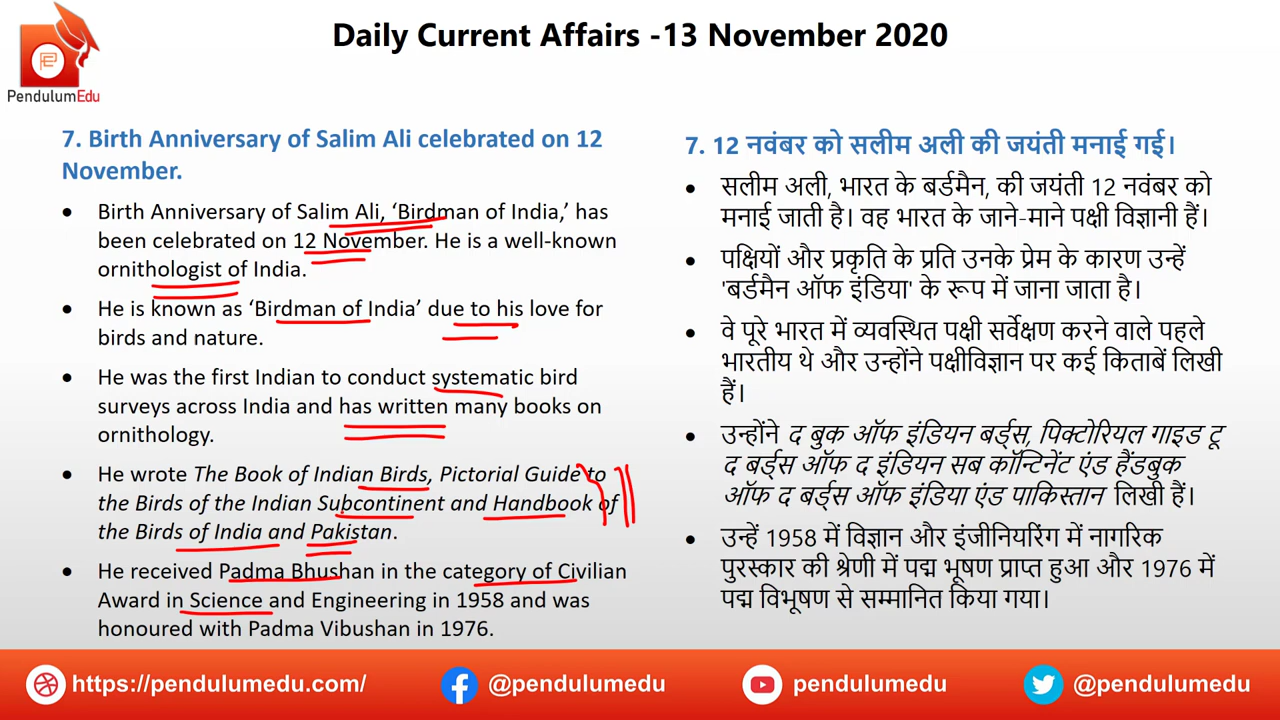 Daily Current Affairs -13 November 2020
PendulumEdu
7. Birth Anniversary of Salim Ali celebrated on 12
November.
• Birth Anniversary of Salim Ali, ‘Birdman of India,’ has
been celebrated on 12 November. He is a well-known
ornithologist of India.
• He is known as ‘Birdman of India’ due to his love for
birds and nature.
• He was the first Indian to conduct systematic bird
surveys across India and has written many books on
ornithology.
• He wrote The Book of Indian Birds, Pictorial Guide to
the Birds of the Indian Subcontinent and Handbook of
the Birds of India and Pakistan.
• He received Padma Bhushan in the category of Civilian
Award in Science and Engineering in 1958 and was
honoured with Padma Vibushan in 1976.
7. 12 नवंबर को सलीम अली की जयंती मनाई गई।
• सलीम अली, भारत के बर्डमैन, की जयंती 12 नवंबर को
मनाई जाती है। वह भारत के जाने-माने पक्षी विज्ञानी हैं।
• पक्षियों और प्रकृति के प्रति उनके प्रेम के कारण उन्हें
'बर्डमैन ऑफ इंडिया' के रूप में जाना जाता है।
• वे पूरे भारत में व्यवस्थित पक्षी सर्वेक्षण करने वाले पहले
भारतीय थे और उन्होंने पक्षीविज्ञान पर कई किताबें लिखी
हैं।
• उन्होंने द बुक ऑफ इंडियन बर्ड्स, पिक्टोरियल गाइड टू
द बर्ड्स ऑफ द इंडियन सब कॉन्टिनेंट एंड हैंडबुक
ऑफ द बर्ड्स ऑफ इंडिया एंड पाकिस्तान लिखी हैं।
• उन्हें 1958 में विज्ञान और इंजीनियरिंग में नागरिक
पुरस्कार की श्रेणी में पद्म भूषण प्राप्त हुआ और 1976 में
पद्म विभूषण से सम्मानित किया गया।
https://pendulumedu.com/
@pendulumedu
pendulumedu
@pendulumedu